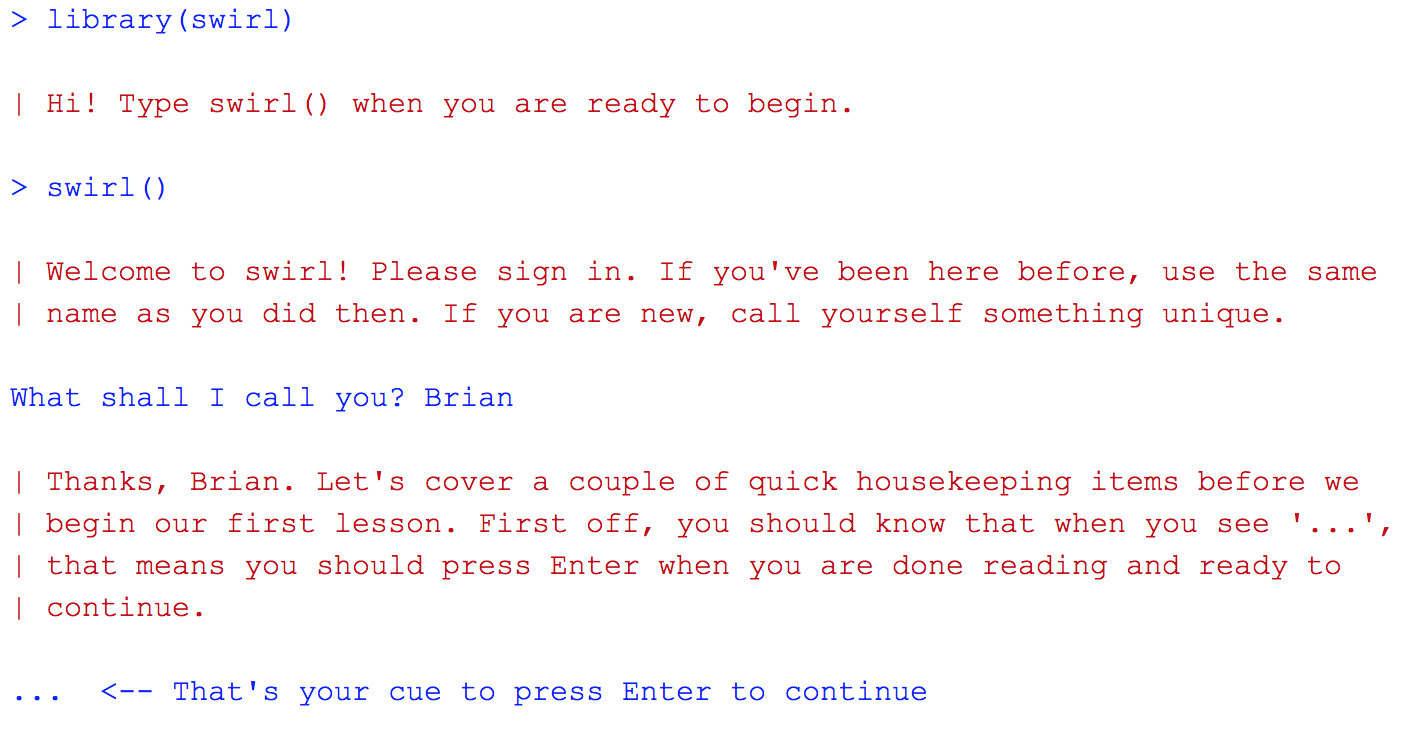 > library(swirl)
| Hi! Type swirl() when you are ready to begin.
> swirl()
| Welcome to swirl! Please sign in. If you've been here before, use the same
| name as you did then. If you are new, call yourself something unique.
What shall I call you? Brian
| Thanks, Brian. Let's cover a couple of quick housekeeping items before we
| begin our first lesson. First off, you should know that when you see '...',
| that means you should press Enter when you are done reading and ready to
| continue.
...  <-- That's your cue to press Enter to continue